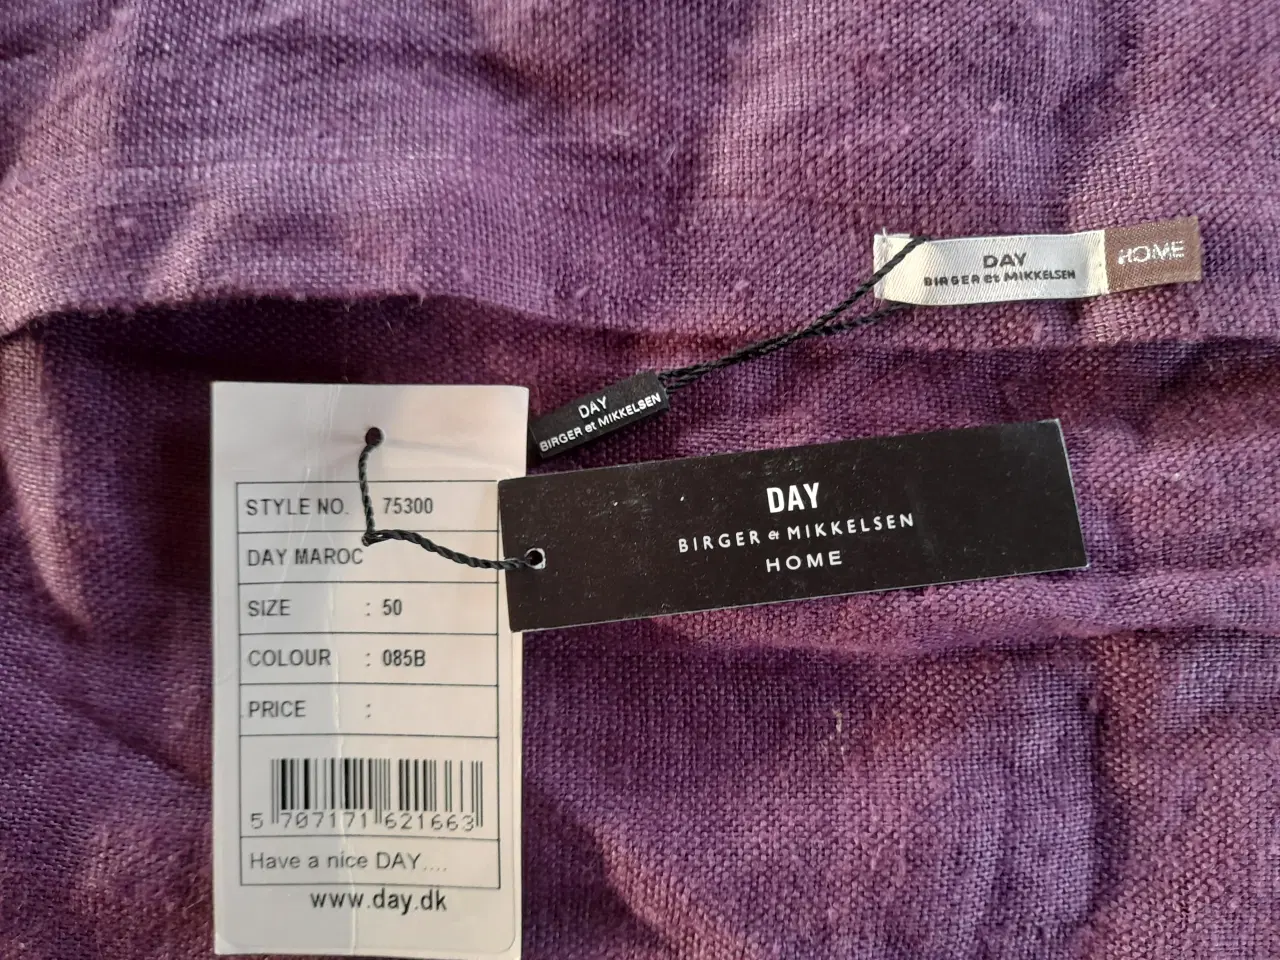 DAY
BIRGER et MIKKELSEN
HOME
DAY
BIRGER et MIKKELSEN
DAY
BIRGER et MIKKELSEN
HOME
STYLE NO. 75300
DAY MAROC
SIZE : 50
COLOUR : 085B
PRICE :
5 707171 621663
Have a nice DAY....
www.day.dk